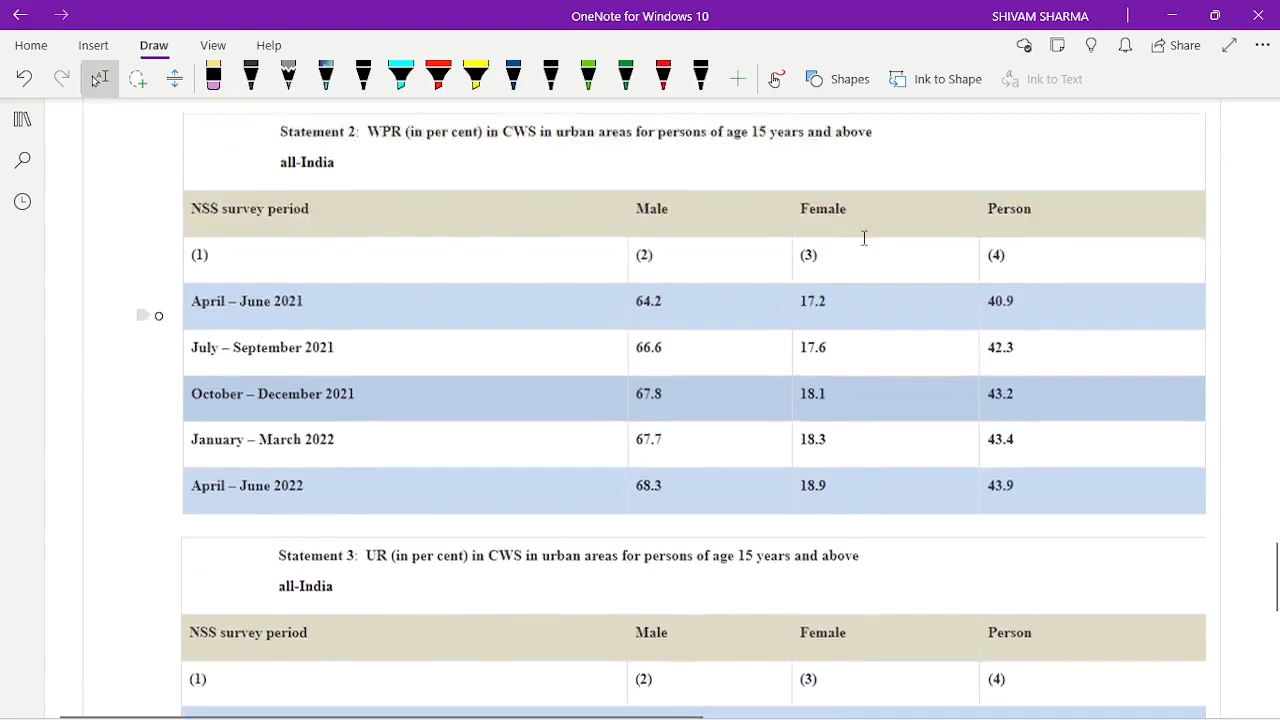 OneNote for Windows 10
SHIVAM SHARMA
Home Insert Draw View Help
Share
Shapes
Ink to Shape
Ink to Text
Statement 2: WPR (in per cent) in CWS in urban areas for persons of age 15 years and above
all-India
NSS survey period Male Female Person
(1) (2) (3) (4)
April – June 2021 64.2 17.2 40.9
July – September 2021 66.6 17.6 42.3
October – December 2021 67.8 18.1 43.2
January – March 2022 67.7 18.3 43.4
April – June 2022 68.3 18.9 43.9
Statement 3: UR (in per cent) in CWS in urban areas for persons of age 15 years and above
all-India
NSS survey period Male Female Person
(1) (2) (3) (4)